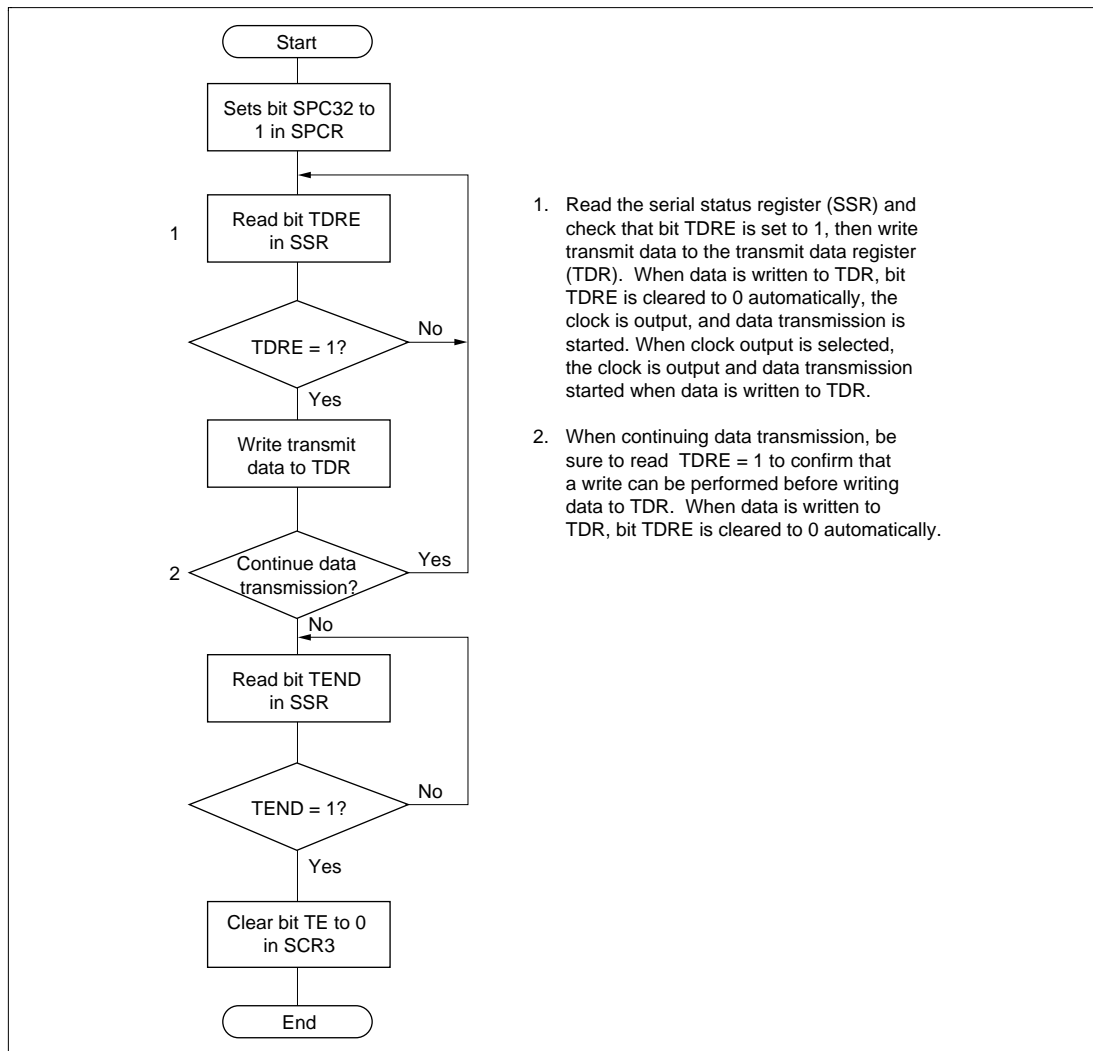 Start
Sets bit SPC32 to
1 in SPCR
1
Read bit TDRE
in SSR
TDRE = 1?
No
Yes
Write transmit
data to TDR
2
Continue data
transmission?
Yes
No
Read bit TEND
in SSR
TEND = 1?
No
Yes
Clear bit TE to 0
in SCR3
End
1. Read the serial status register (SSR) and
check that bit TDRE is set to 1, then write
transmit data to the transmit data register
(TDR). When data is written to TDR, bit
TDRE is cleared to 0 automatically, the
clock is output, and data transmission is
started. When clock output is selected,
the clock is output and data transmission
started when data is written to TDR.
2. When continuing data transmission, be
sure to read TDRE = 1 to confirm that
a write can be performed before writing
data to TDR. When data is written to
TDR, bit TDRE is cleared to 0 automatically.